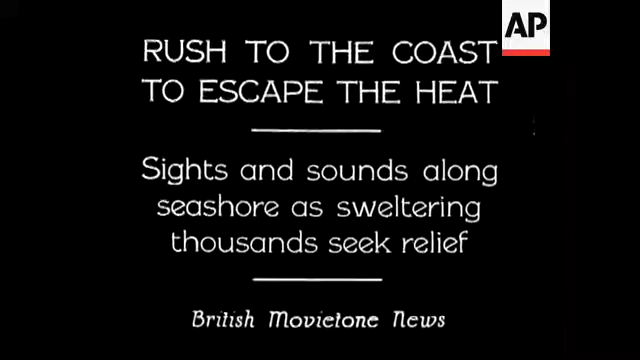 AP
RUSH TO THE COAST
TO ESCAPE THE HEAT
Sights and sounds along
seashore as sweltering
thousands seek relief
British Movietone News